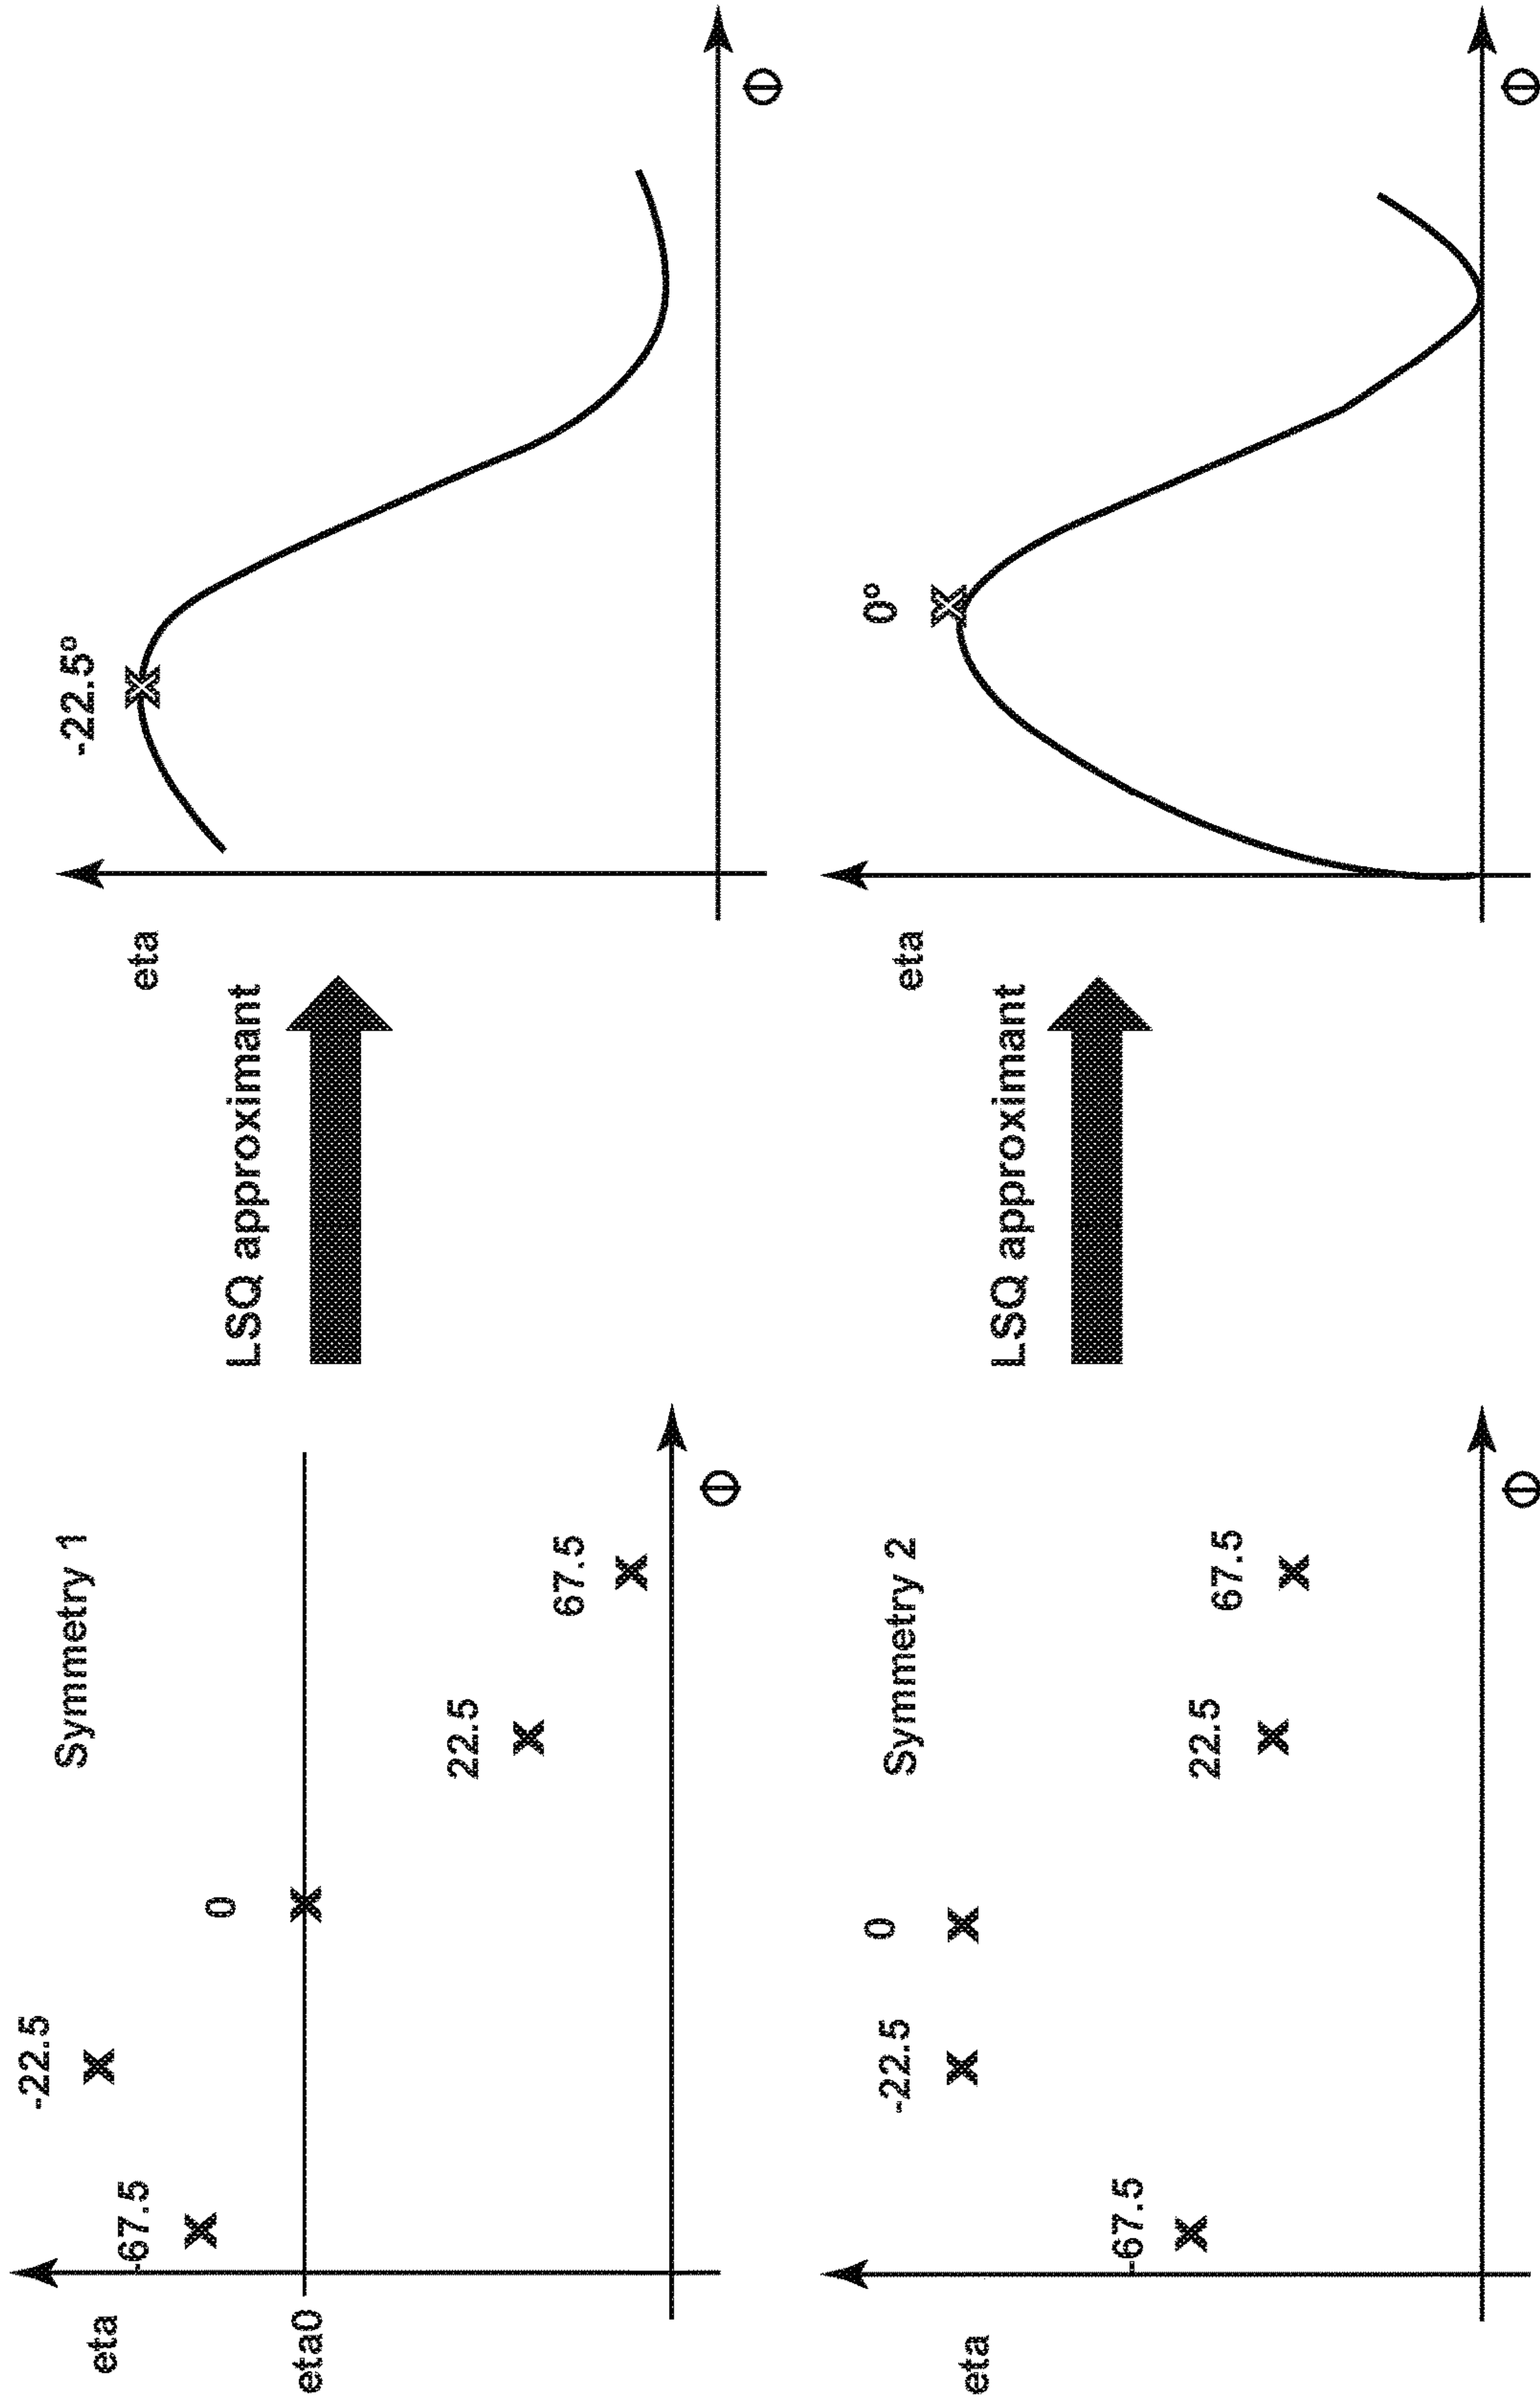 Symmetry 1
eta
-67.5
-22.5
0
eta0
22.5
67.5
Φ
LSQ approximant
eta
-22.5°
Φ
Symmetry 2
eta
-67.5
-22.5
0
22.5
67.5
Φ
LSQ approximant
eta
0°
Φ